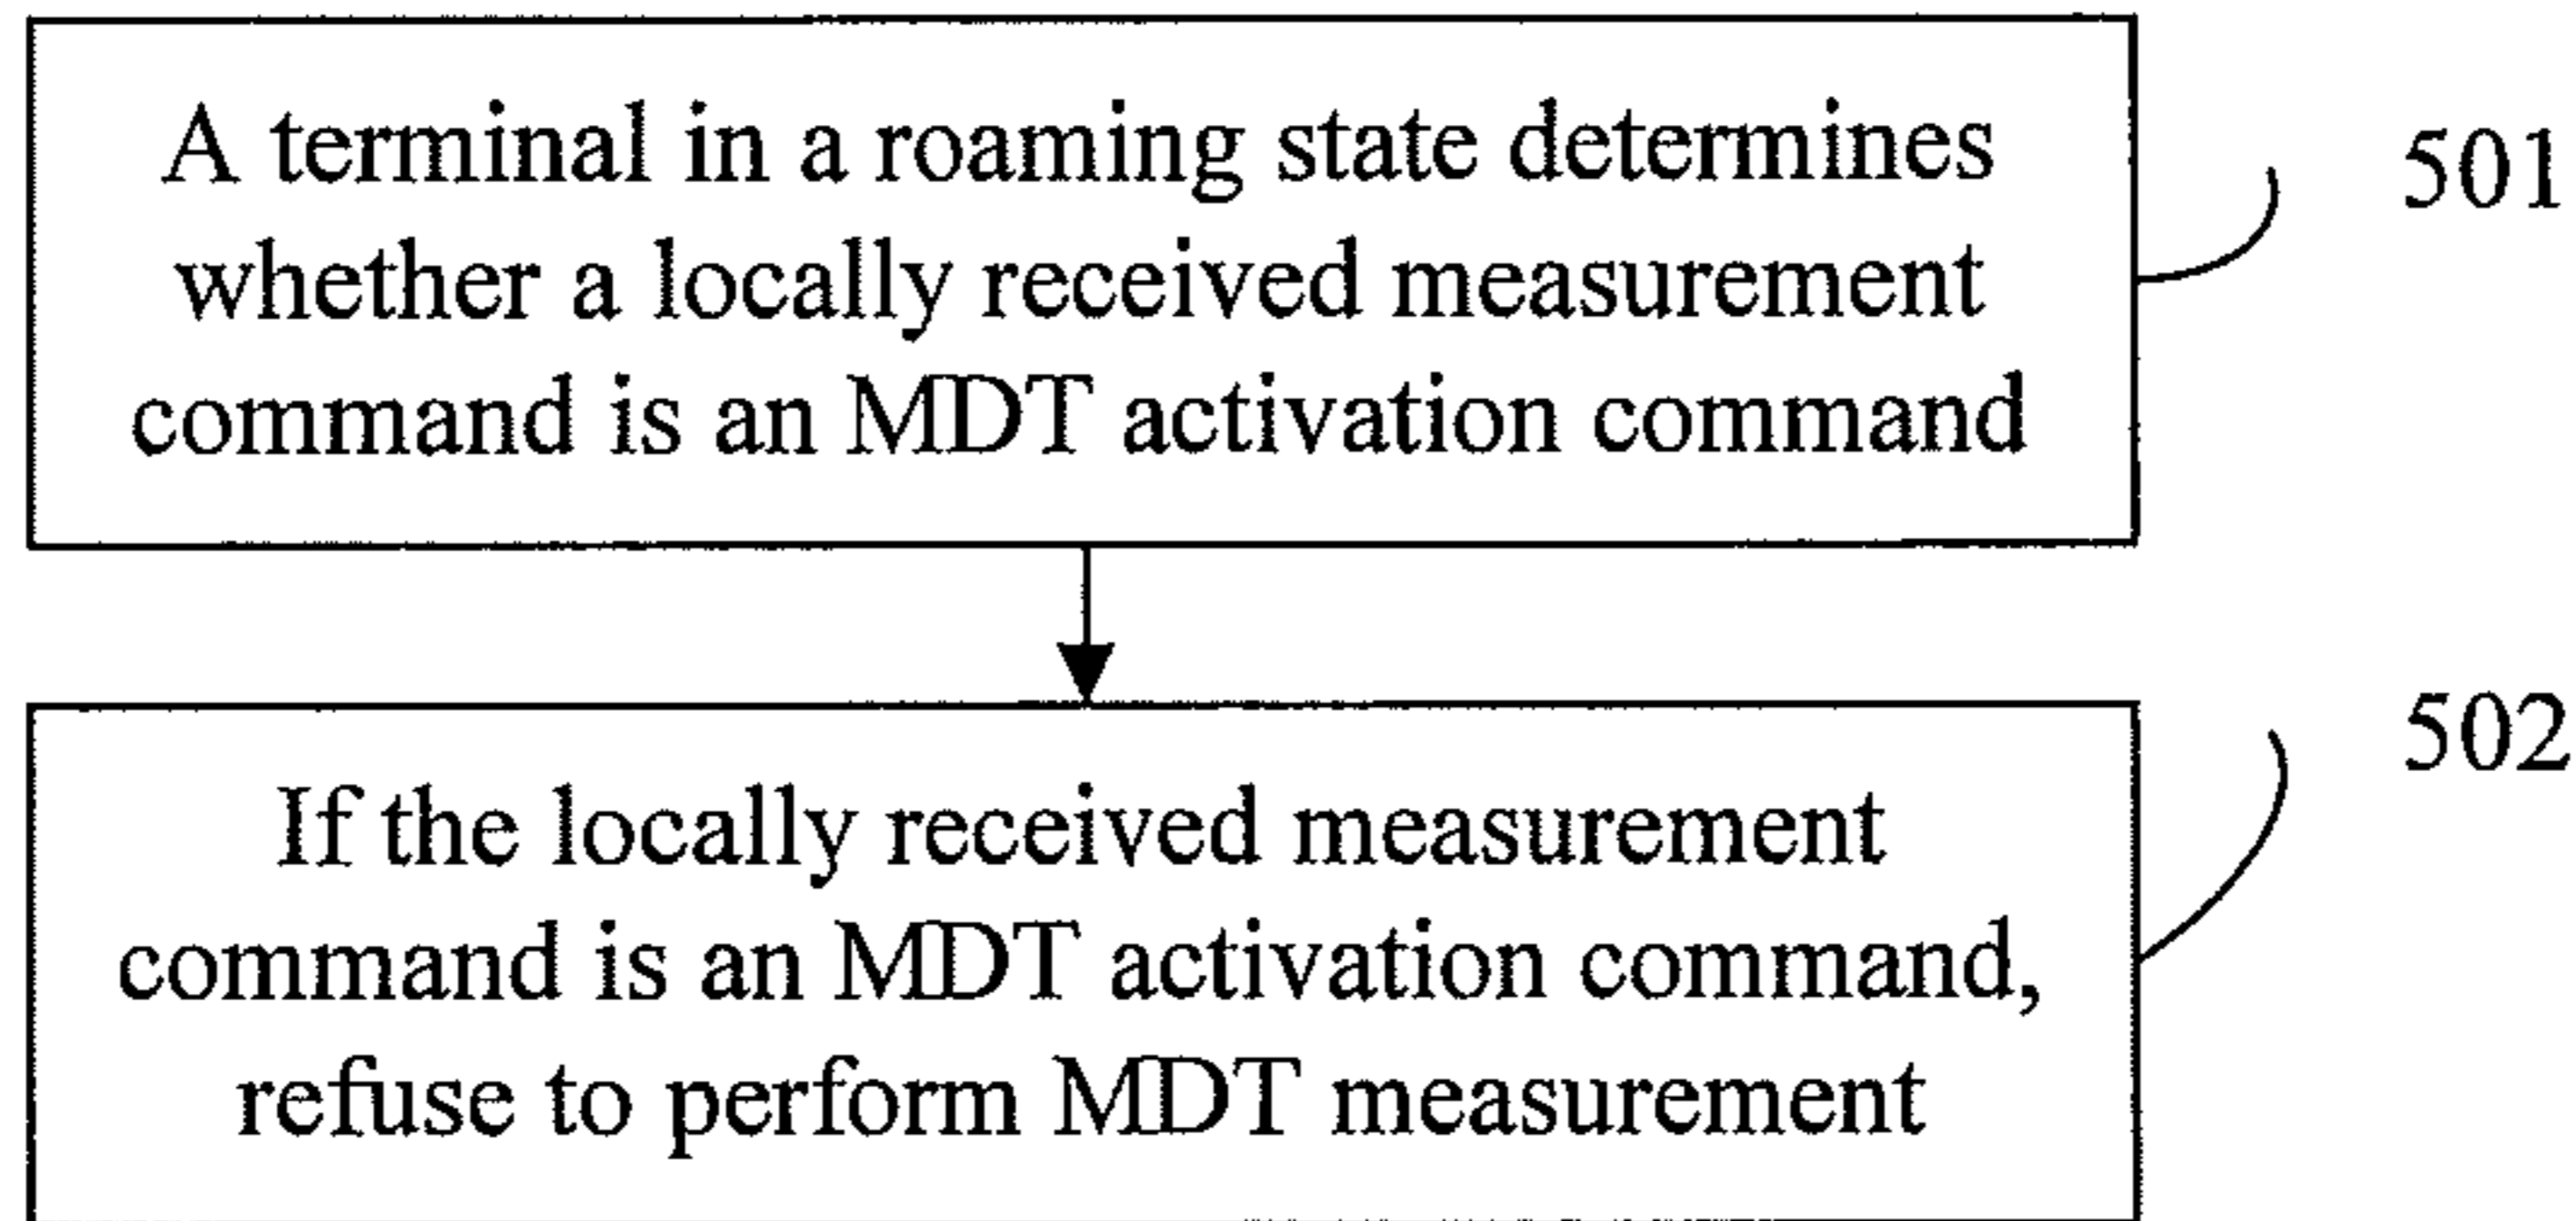 A terminal in a roaming state determines
whether a locally received measurement
command is an MDT activation command
501
If the locally received measurement
command is an MDT activation command,
refuse to perform MDT measurement
502